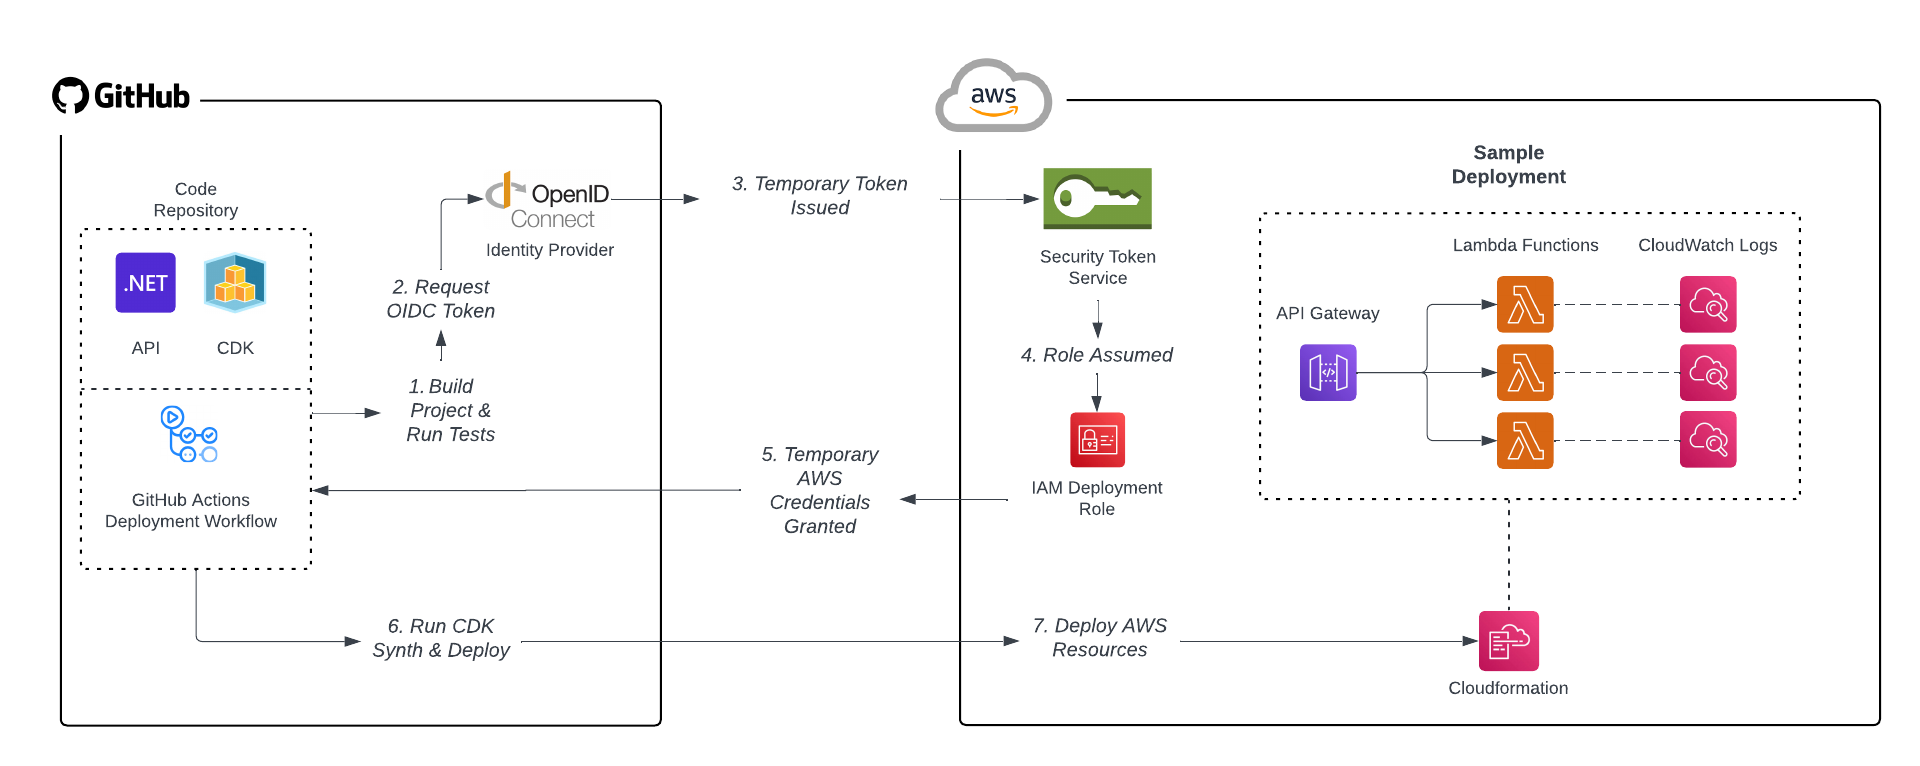 GitHub
aws
Code
Repository
.NET
API
CDK
GitHub Actions
Deployment Workflow
1. Build
Project &
Run Tests
2. Request
OIDC Token
OpenID
Connect
Identity Provider
3. Temporary Token
Issued
Security Token
Service
4. Role Assumed
IAM Deployment
Role
5. Temporary
AWS
Credentials
Granted
6. Run CDK
Synth & Deploy
7. Deploy AWS
Resources
Cloudformation
Sample
Deployment
Lambda Functions
CloudWatch Logs
API Gateway